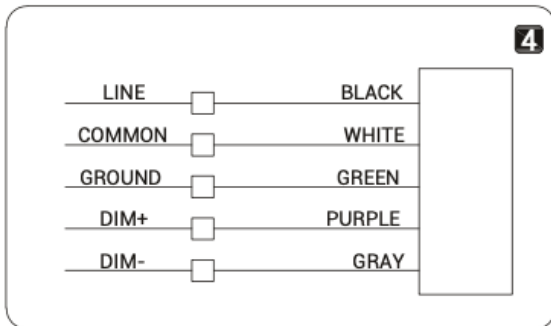 4
LINE BLACK
COMMON WHITE
GROUND GREEN
DIM+ PURPLE
DIM- GRAY